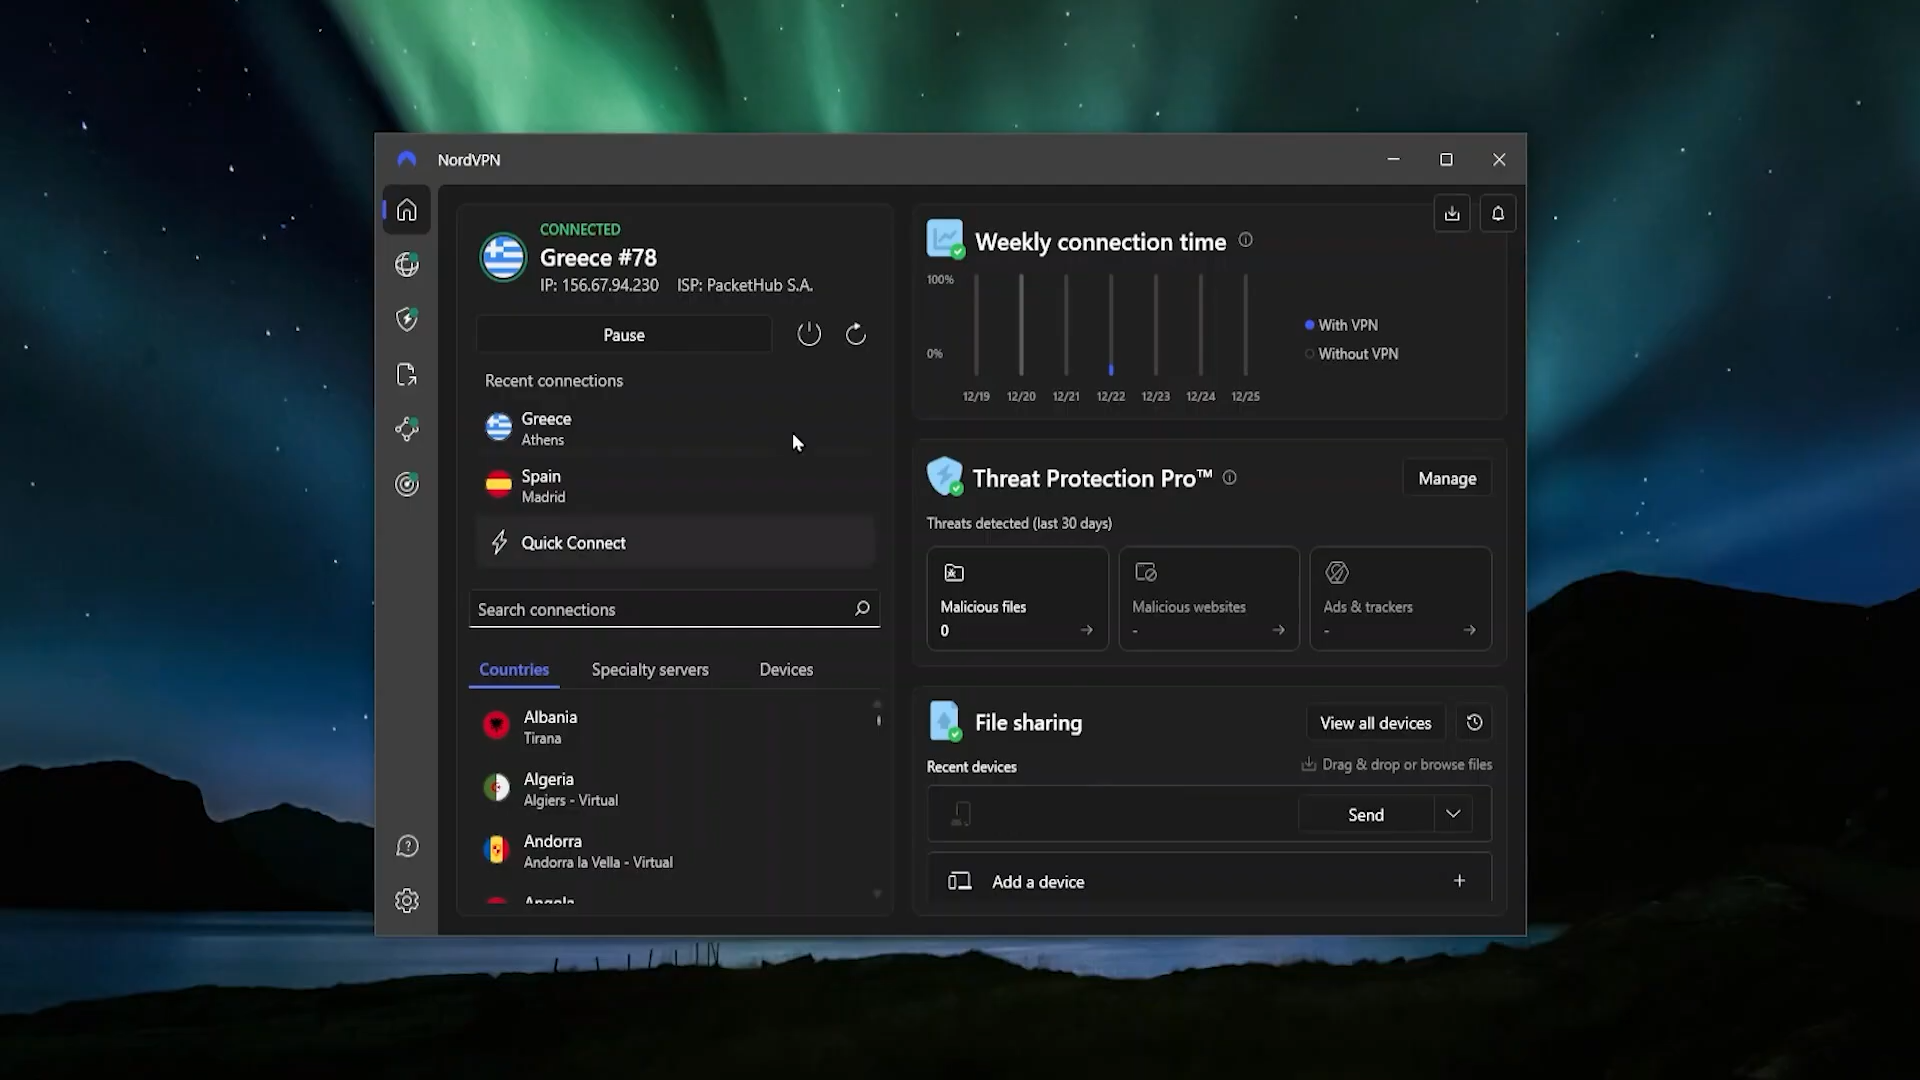 NordVPN
CONNECTED
Greece #78
IP: 156.67.94.230 ISP: PacketHub S.A.
Pause
Recent connections
Greece
Athens
Spain
Madrid
Quick Connect
Search connections
Countries Specialty servers Devices
Albania
Tirana
Algeria
Algiers - Virtual
Andorra
Andorra la Vella - Virtual
Angola
Weekly connection time
100%
0%
12/19 12/20 12/21 12/22 12/23 12/24 12/25
With VPN
Without VPN
Threat Protection Pro™
Manage
Threats detected (last 30 days)
Malicious files
0
Malicious websites
-
Ads & trackers
-
File sharing
View all devices
Recent devices
Drag & drop or browse files
Send
Add a device